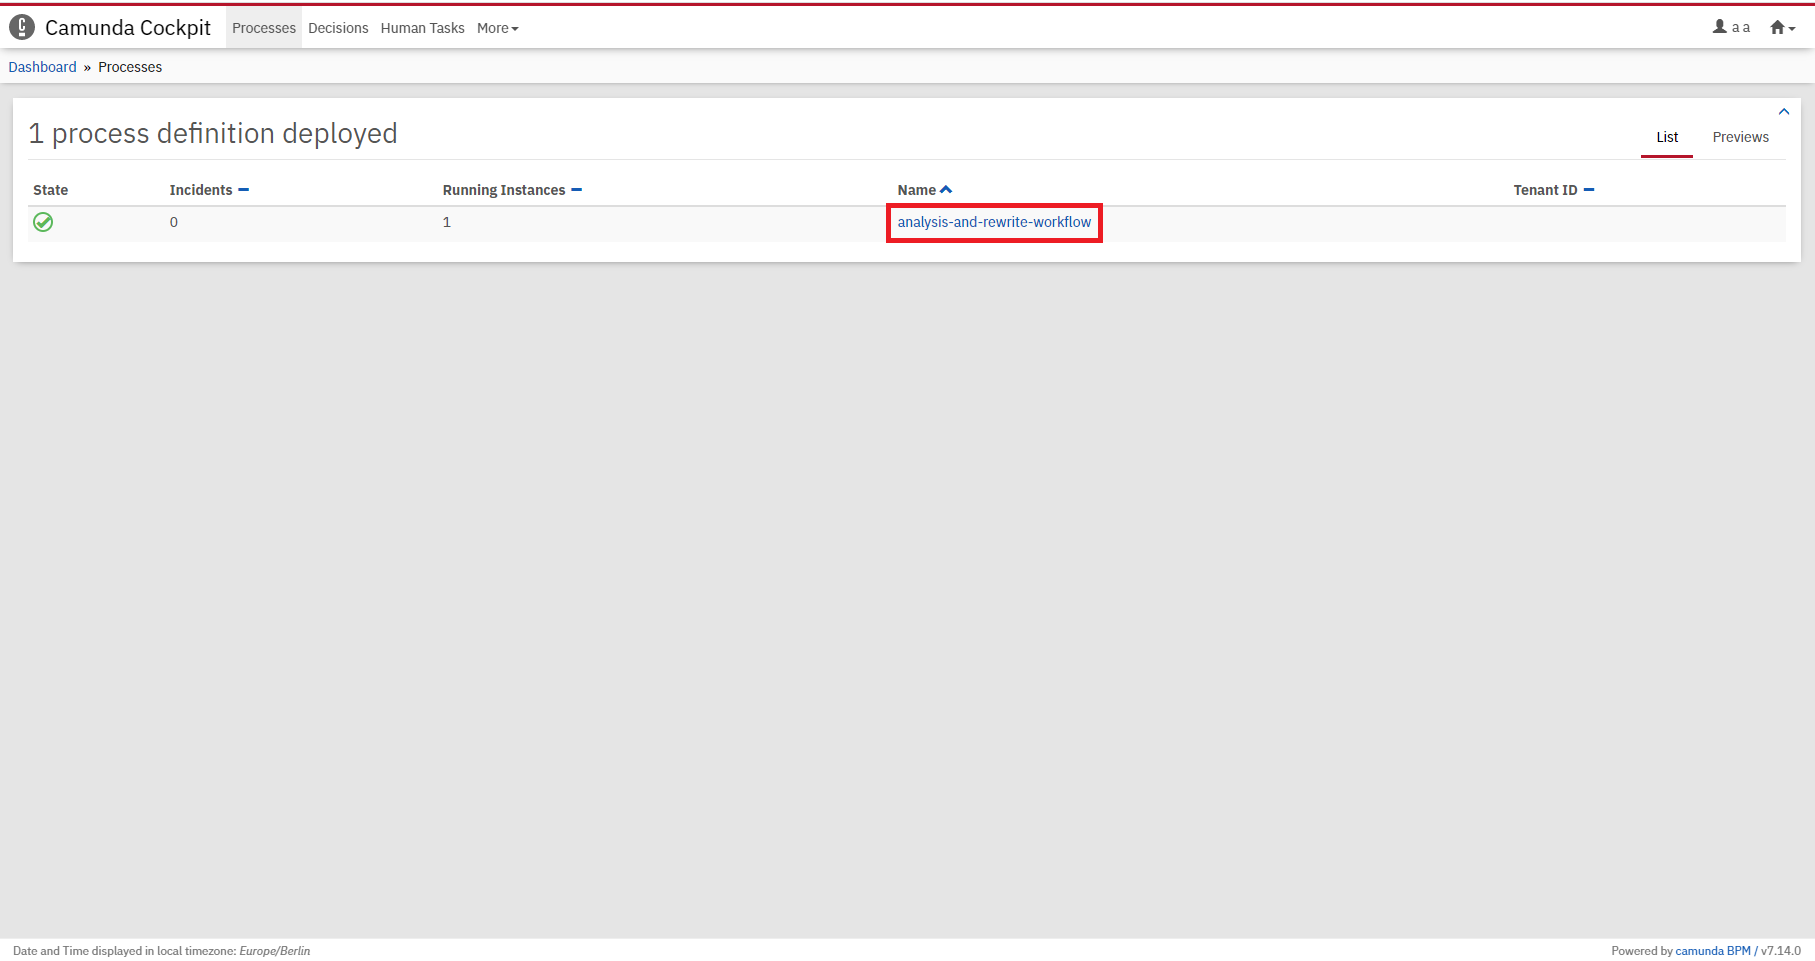 Camunda Cockpit Processes Decisions Human Tasks More a a
Dashboard » Processes
1 process definition deployed
List Previews
State Incidents Running Instances Name Tenant ID
0 1 analysis-and-rewrite-workflow
Date and Time displayed in local timezone: Europe/Berlin
Powered by camunda BPM / v7.14.0